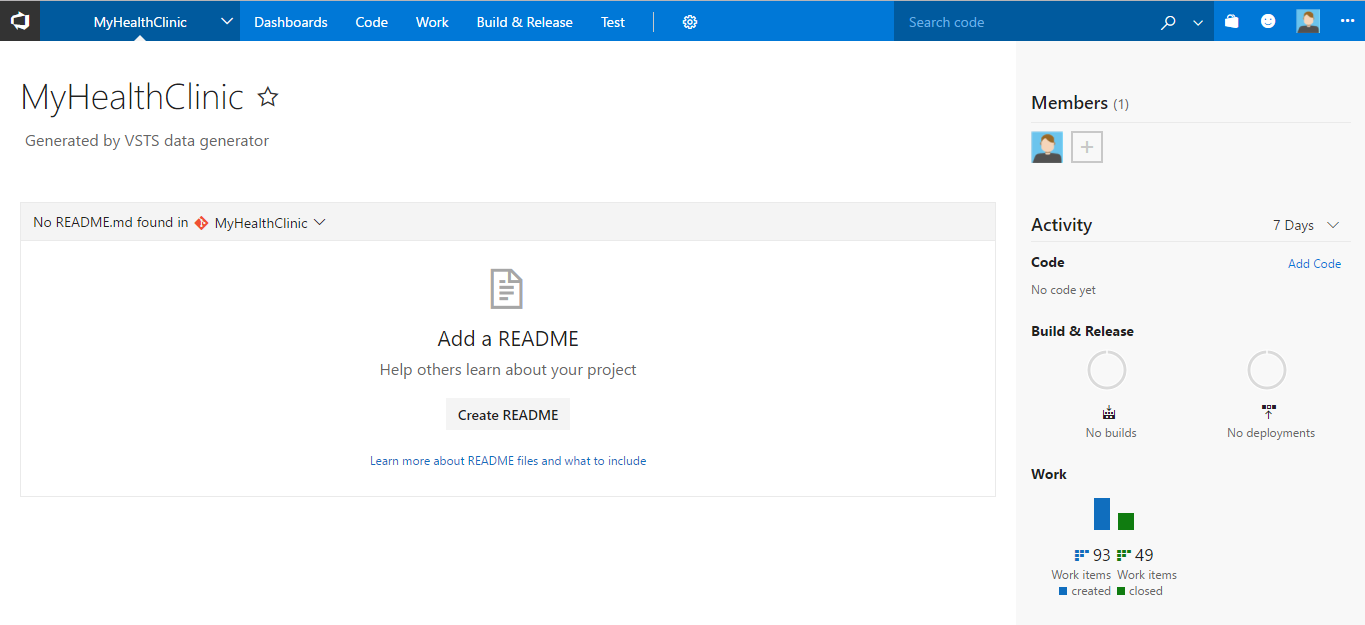 MyHealthClinic Dashboards Code Work Build & Release Test Search code
MyHealthClinic
Generated by VSTS data generator
No README.md found in MyHealthClinic
Add a README
Help others learn about your project
Create README
Learn more about README files and what to include
Members (1)
Activity 7 Days
Code Add Code
No code yet
Build & Release
No builds No deployments
Work
93 49
Work items Work items
created closed